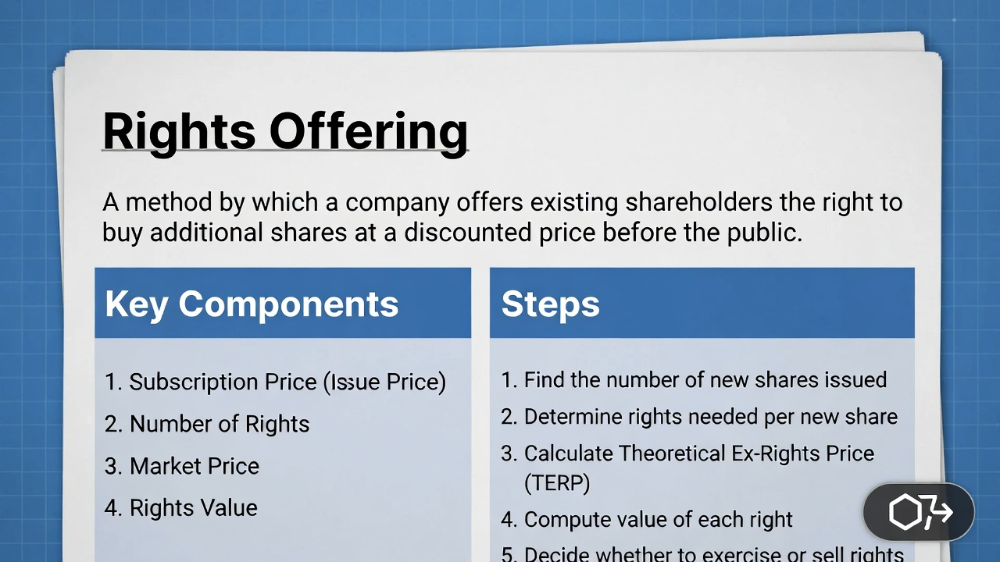 Rights Offering
A method by which a company offers existing shareholders the right to
buy additional shares at a discounted price before the public.
Key Components
1. Subscription Price (Issue Price)
2. Number of Rights
3. Market Price
4. Rights Value
Steps
1. Find the number of new shares issued
2. Determine rights needed per new share
3. Calculate Theoretical Ex-Rights Price
(TERP)
4. Compute value of each right
5. Decide whether to exercise or sell rights